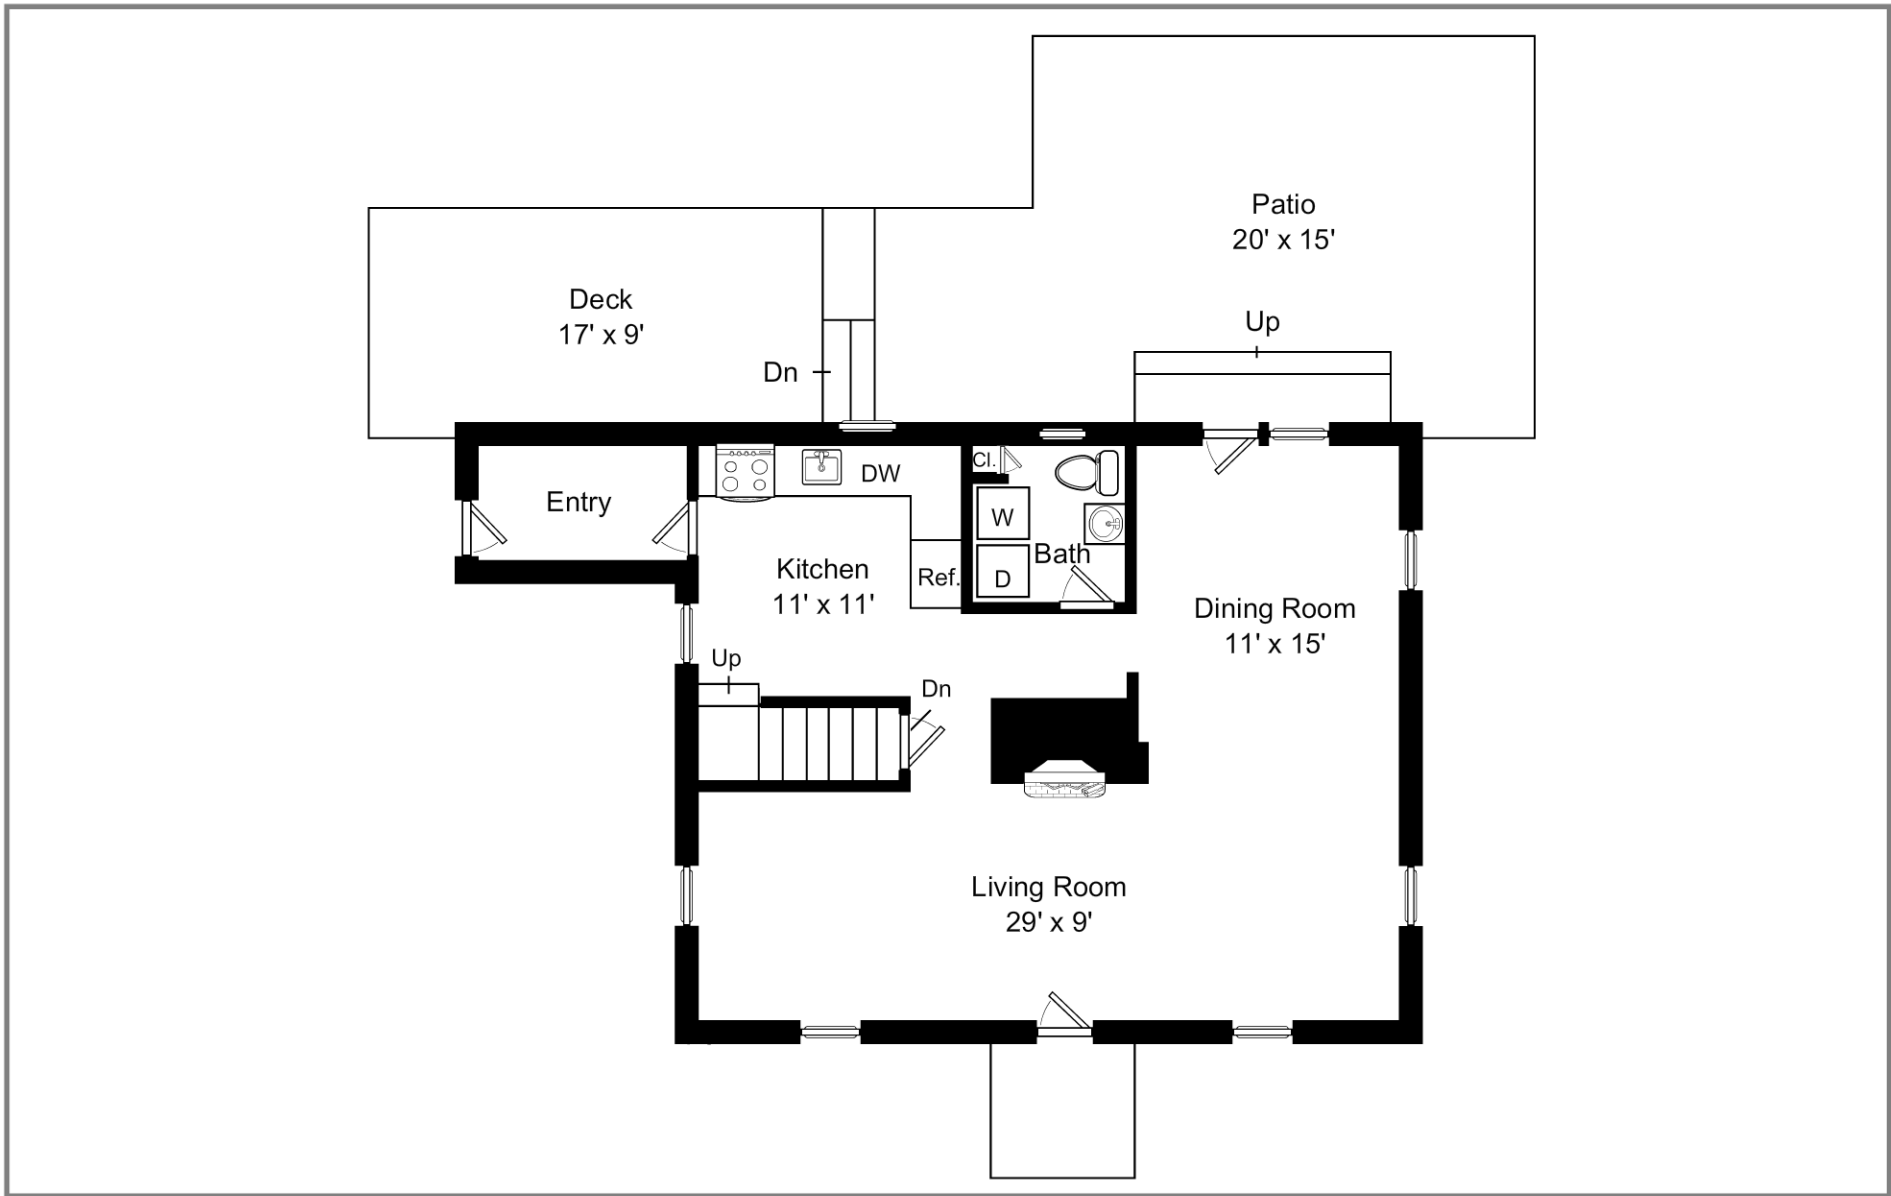 Patio
20' x 15'
Deck
17' x 9'
Up
Dn
Cl.
DW
Entry
W
Bath
Kitchen
11' x 11'
Ref.
D
Dining Room
11' x 15'
Up
Dn
Living Room
29' x 9'